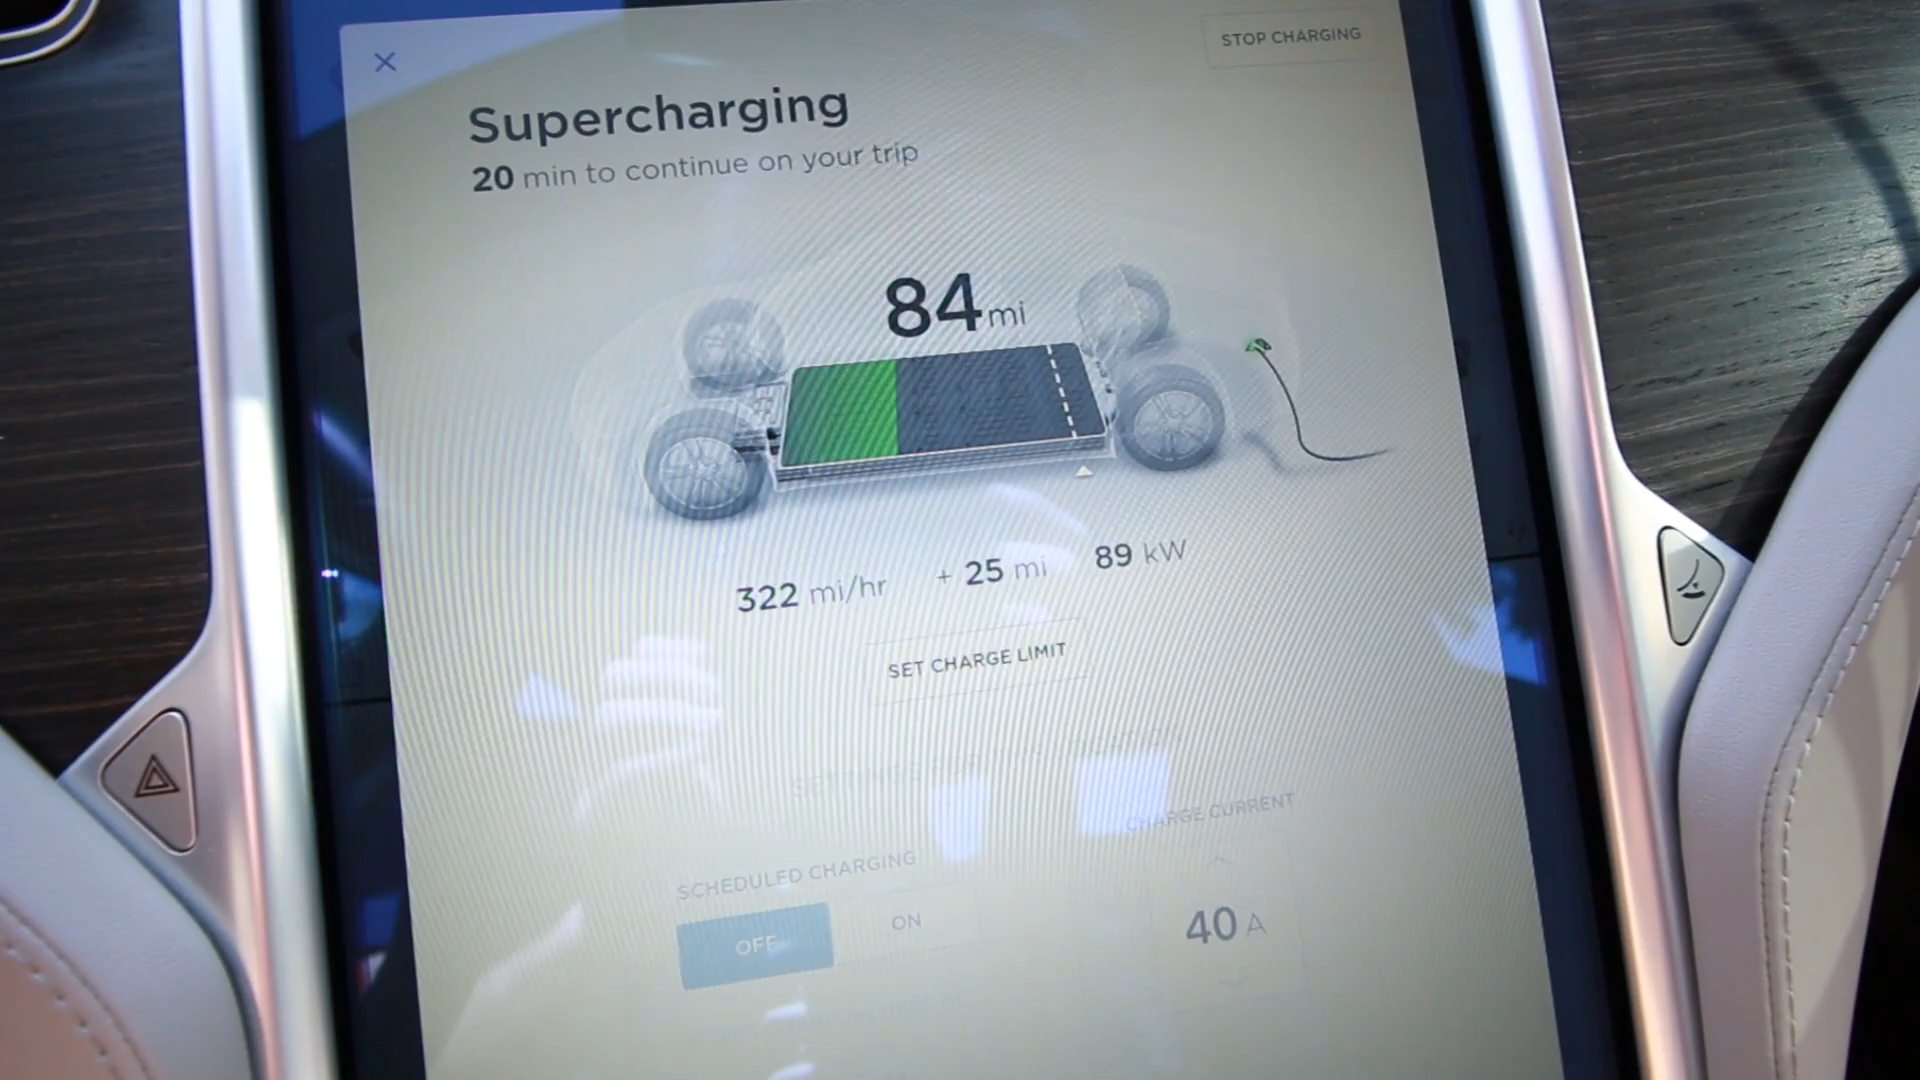 STOP CHARGING
Supercharging
20 min to continue on your trip
84 mi
322 mi/hr + 25 mi 89 kW
SET CHARGE LIMIT
CHARGE CURRENT
SCHEDULED CHARGING
OFF ON
40 A